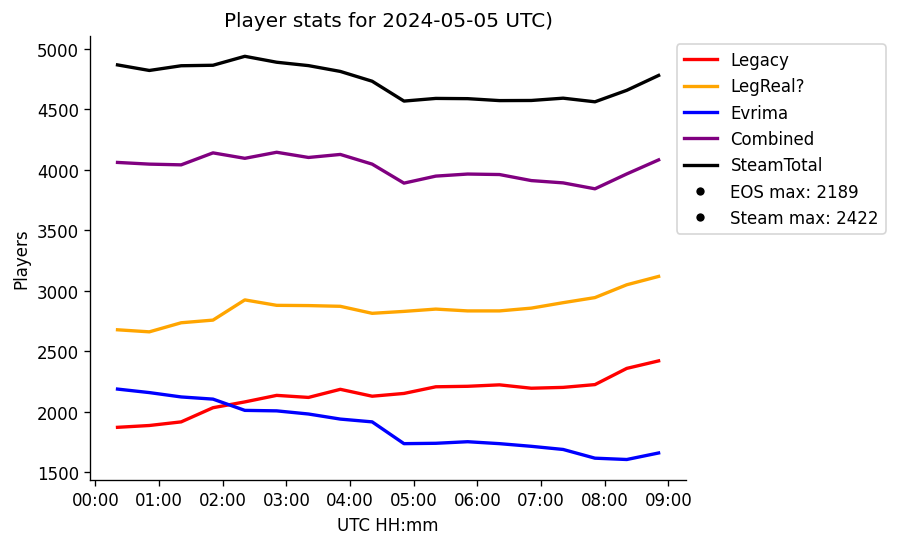 Player stats for 2024-05-05 UTC)
Players
5000
4500
4000
3500
3000
2500
2000
1500
00:00 01:00 02:00 03:00 04:00 05:00 06:00 07:00 08:00 09:00
UTC HH:mm
Legacy
LegReal?
Evrima
Combined
SteamTotal
EOS max: 2189
Steam max: 2422